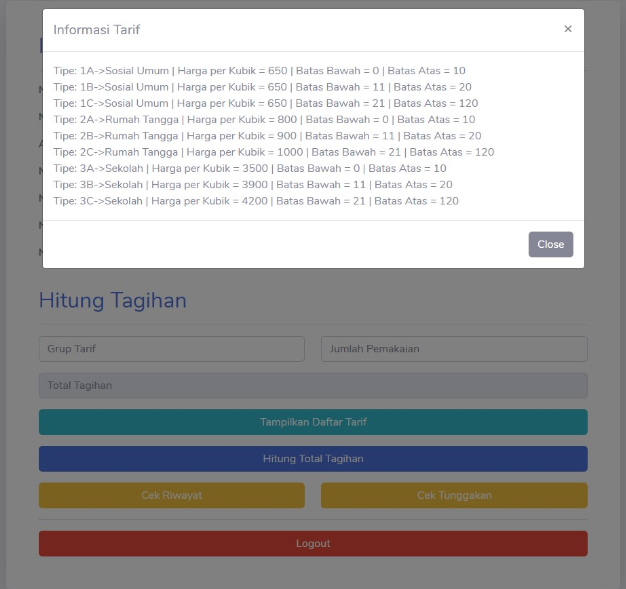 Informasi Tarif
×
Tipe: 1A->Sosial Umum | Harga per Kubik = 650 | Batas Bawah = 0 | Batas Atas = 10
Tipe: 1B->Sosial Umum | Harga per Kubik = 650 | Batas Bawah = 11 | Batas Atas = 20
Tipe: 1C->Sosial Umum | Harga per Kubik = 650 | Batas Bawah = 21 | Batas Atas = 120
Tipe: 2A->Rumah Tangga | Harga per Kubik = 800 | Batas Bawah = 0 | Batas Atas = 10
Tipe: 2B->Rumah Tangga | Harga per Kubik = 900 | Batas Bawah = 11 | Batas Atas = 20
Tipe: 2C->Rumah Tangga | Harga per Kubik = 1000 | Batas Bawah = 21 | Batas Atas = 120
Tipe: 3A->Sekolah | Harga per Kubik = 3500 | Batas Bawah = 0 | Batas Atas = 10
Tipe: 3B->Sekolah | Harga per Kubik = 3900 | Batas Bawah = 11 | Batas Atas = 20
Tipe: 3C->Sekolah | Harga per Kubik = 4200 | Batas Bawah = 21 | Batas Atas = 120
Close
Hitung Tagihan
Grup Tarif
Jumlah Pemakaian
Total Tagihan
Tampilkan Daftar Tarif
Hitung Total Tagihan
Cek Riwayat
Cek Tunggakan
Logout